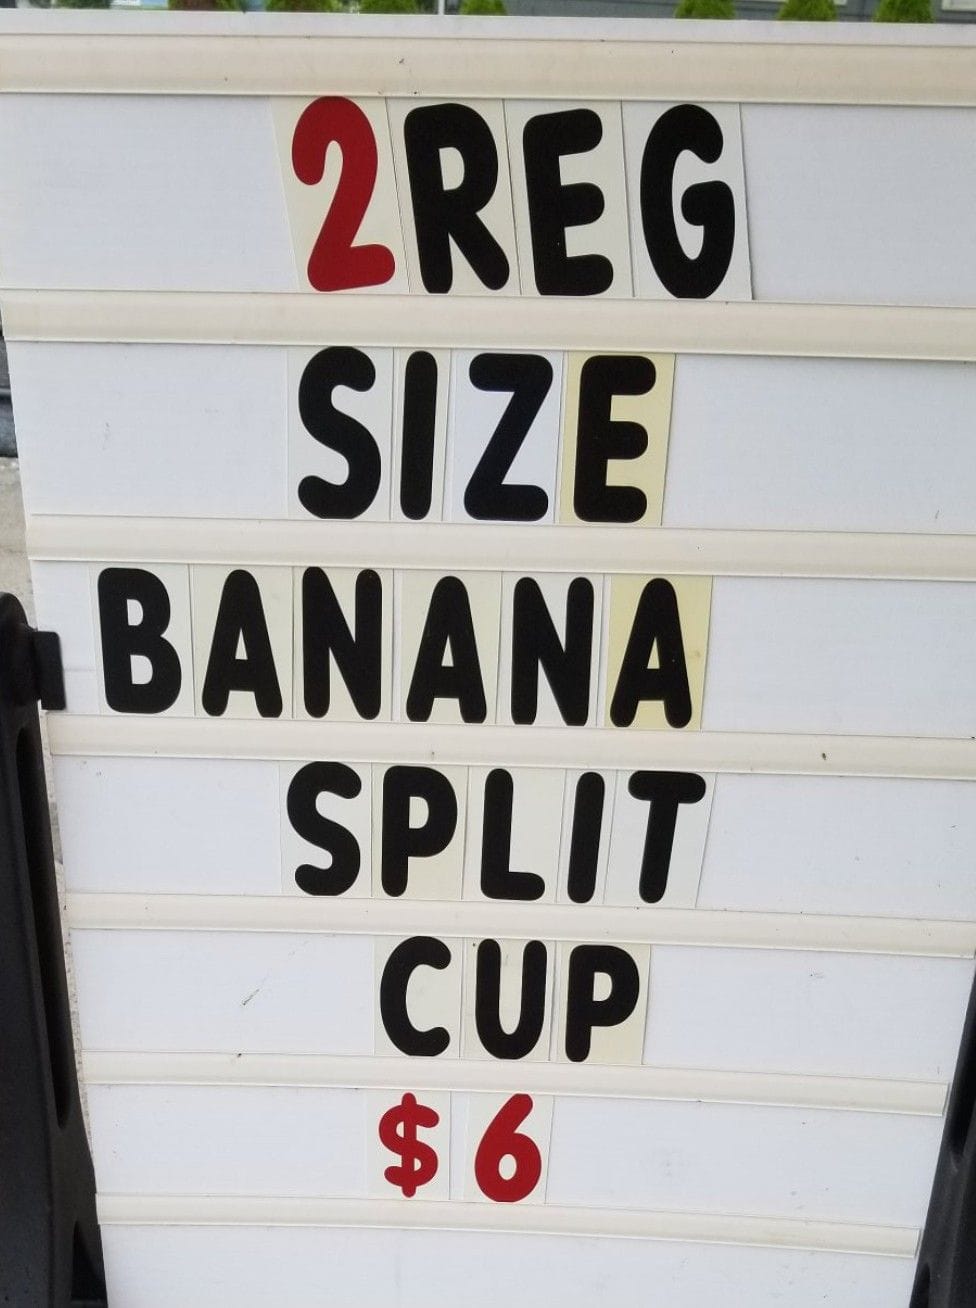 2REG
SIZE
BANANA
SPLIT
CUP
$6